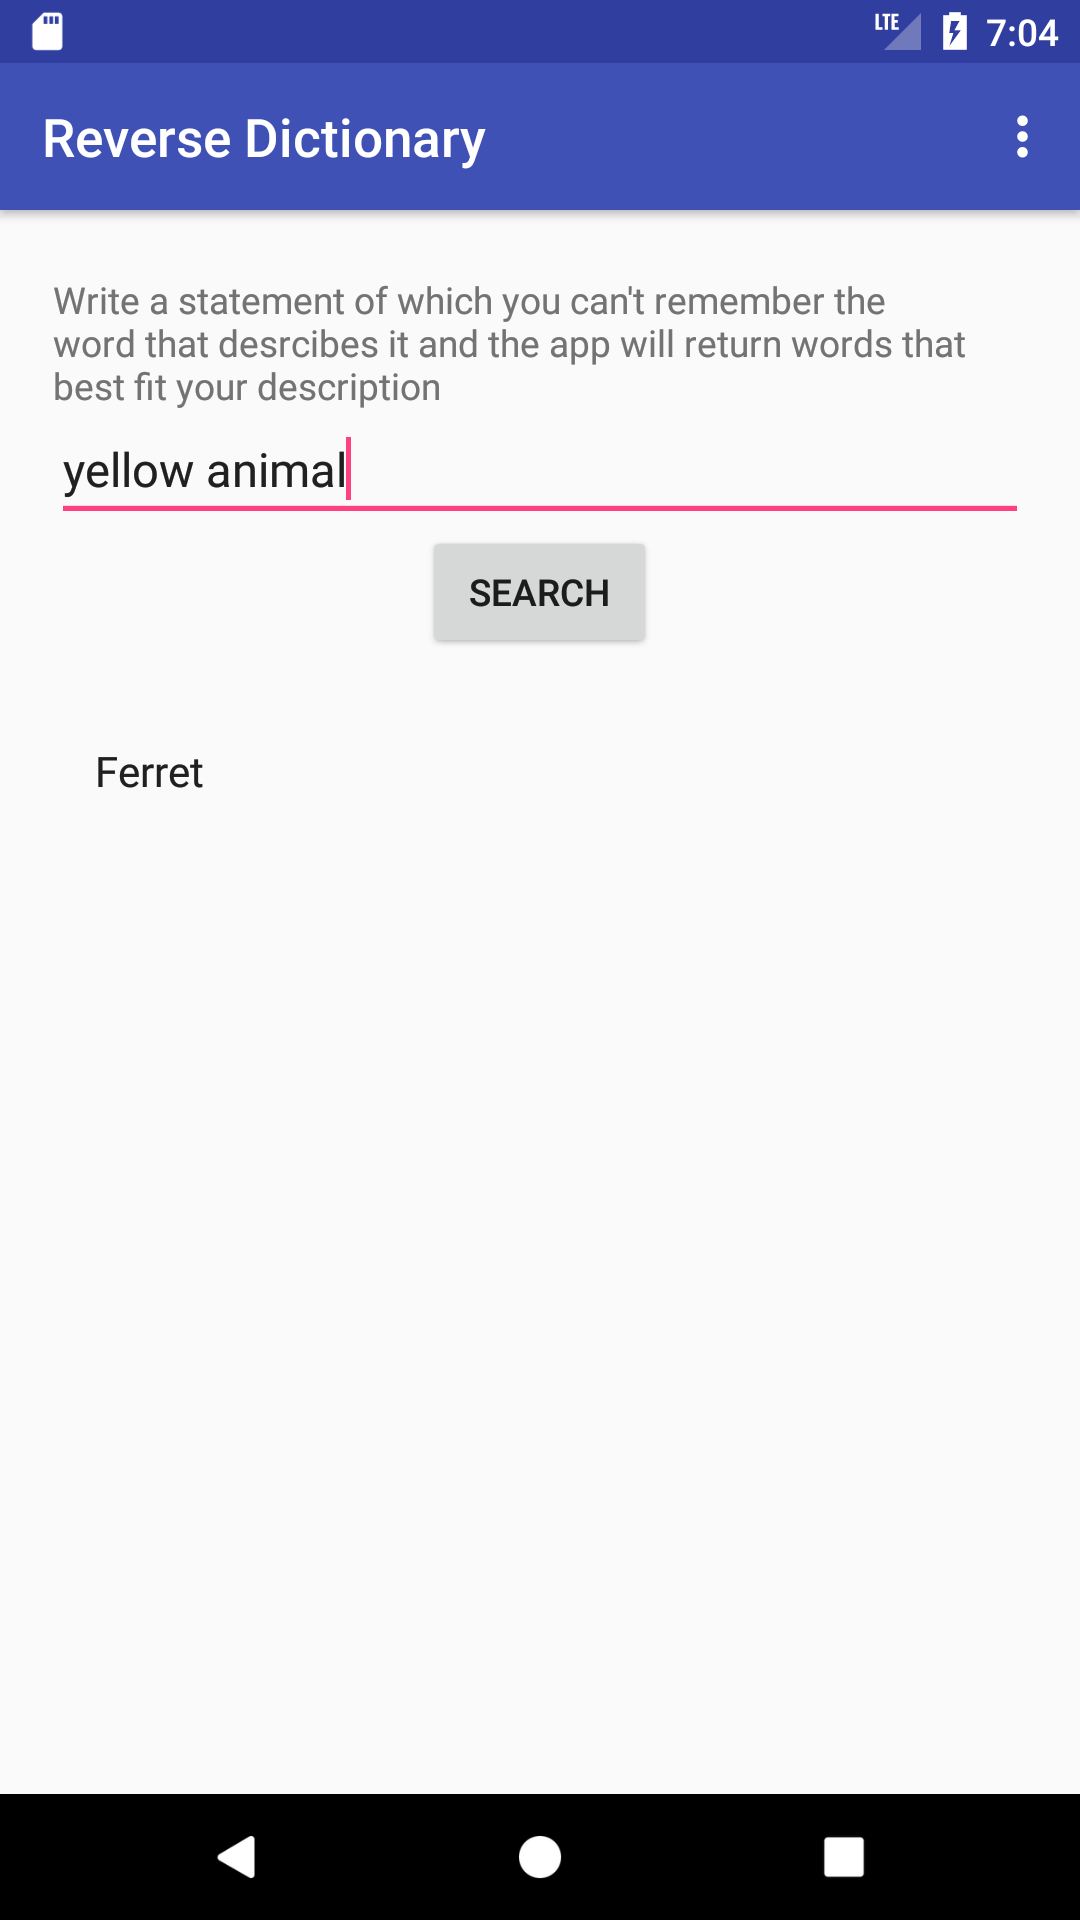 LTE 7:04
Reverse Dictionary
Write a statement of which you can't remember the
word that desrcibes it and the app will return words that
best fit your description
yellow animal
SEARCH
Ferret